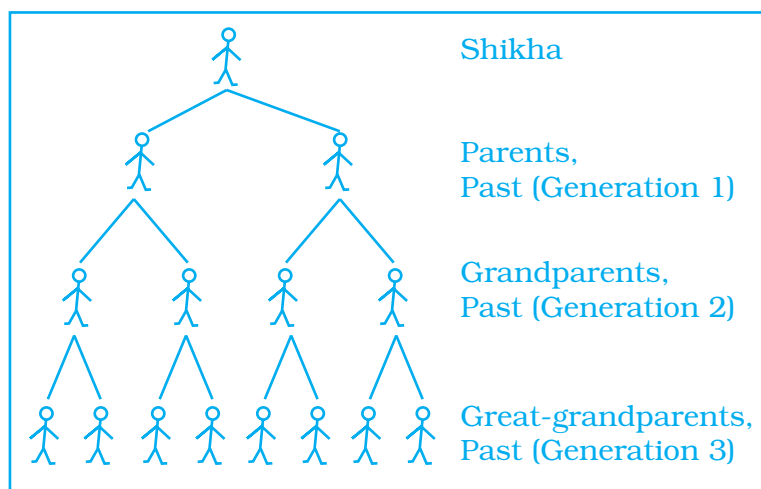 Shikha
Parents,
Past (Generation 1)
Grandparents,
Past (Generation 2)
Great-grandparents,
Past (Generation 3)